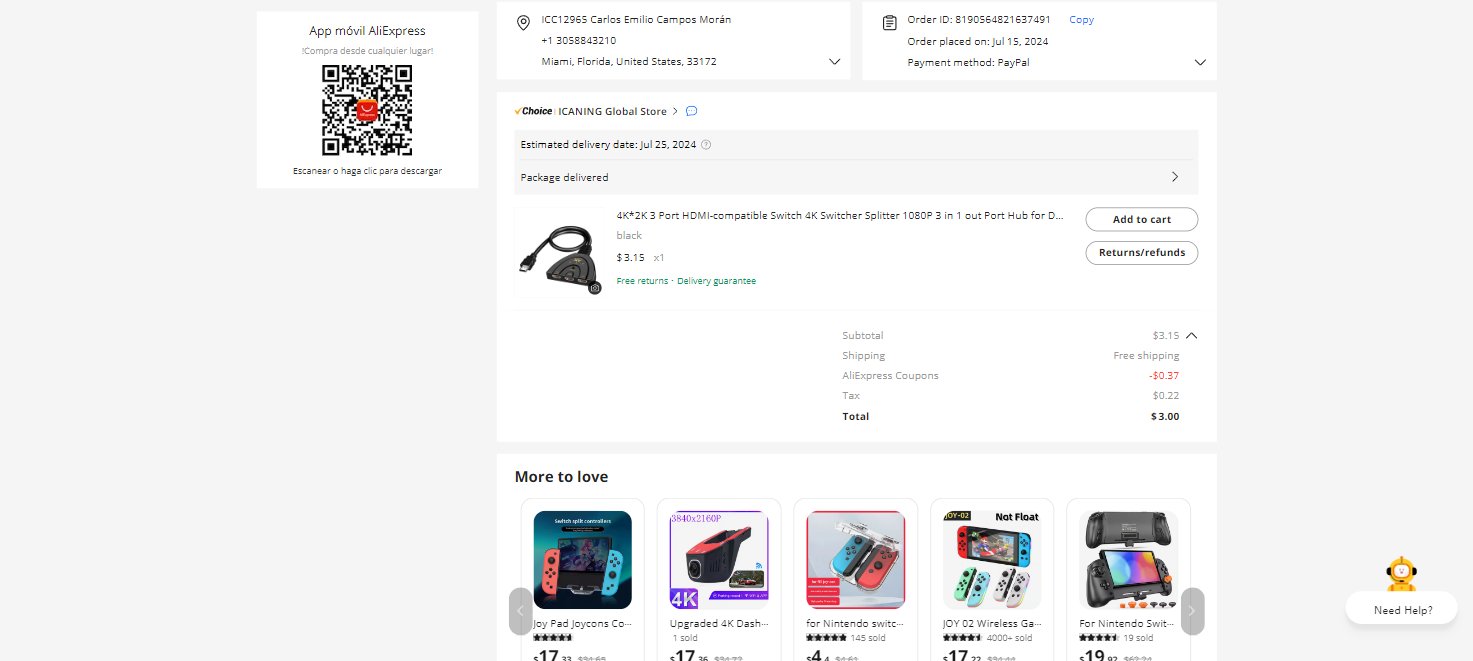 App móvil AliExpress
!Compra desde cualquier lugar!
AliExpress
Escanear o haga clic para descargar
ICC12965 Carlos Emilio Campos Morán
+1 3058843210
Miami, Florida, United States, 33172
Order ID: 8190564821637491 Copy
Order placed on: Jul 15, 2024
Payment method: PayPal
Choice ICANING Global Store
Estimated delivery date: Jul 25, 2024
Package delivered
4K*2K 3 Port HDMI-compatible Switch 4K Switcher Splitter 1080P 3 in 1 out Port Hub for D...
black
$3.15 x1
Free returns · Delivery guarantee
Add to cart
Returns/refunds
Subtotal $3.15
Shipping Free shipping
AliExpress Coupons -$0.37
Tax $0.22
Total $3.00
More to love
Switch split controllers
3840x2160P
4K
JOY-02
Not Float
Joy Pad Joycons Co...
Upgraded 4K Dash...
for Nintendo switc...
JOY 02 Wireless Ga...
For Nintendo Swit...
1 sold
145 sold
4000+ sold
19 sold
$17.33 $34.65
$17.36 $34.72
$4.4 $4.61
$17.22 $34.44
$19.92 $62.24
Need Help?